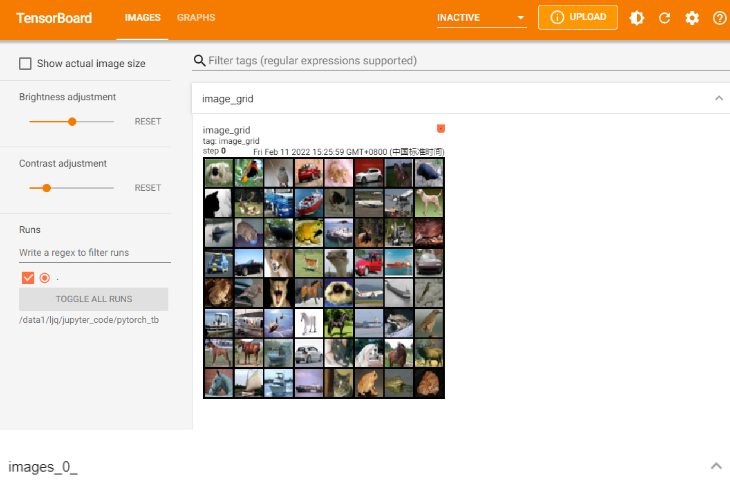 TensorBoard IMAGES GRAPHS INACTIVE UPLOAD
Show actual image size
Filter tags (regular expressions supported)
Brightness adjustment
RESET
Contrast adjustment
RESET
Runs
Write a regex to filter runs
.
TOGGLE ALL RUNS
/data1/ljq/jupyter_code/pytorch_tb
image_grid
image_grid
tag: image_grid
step 0 Fri Feb 11 2022 15:25:59 GMT+0800 (中国标准时间)
images_0_